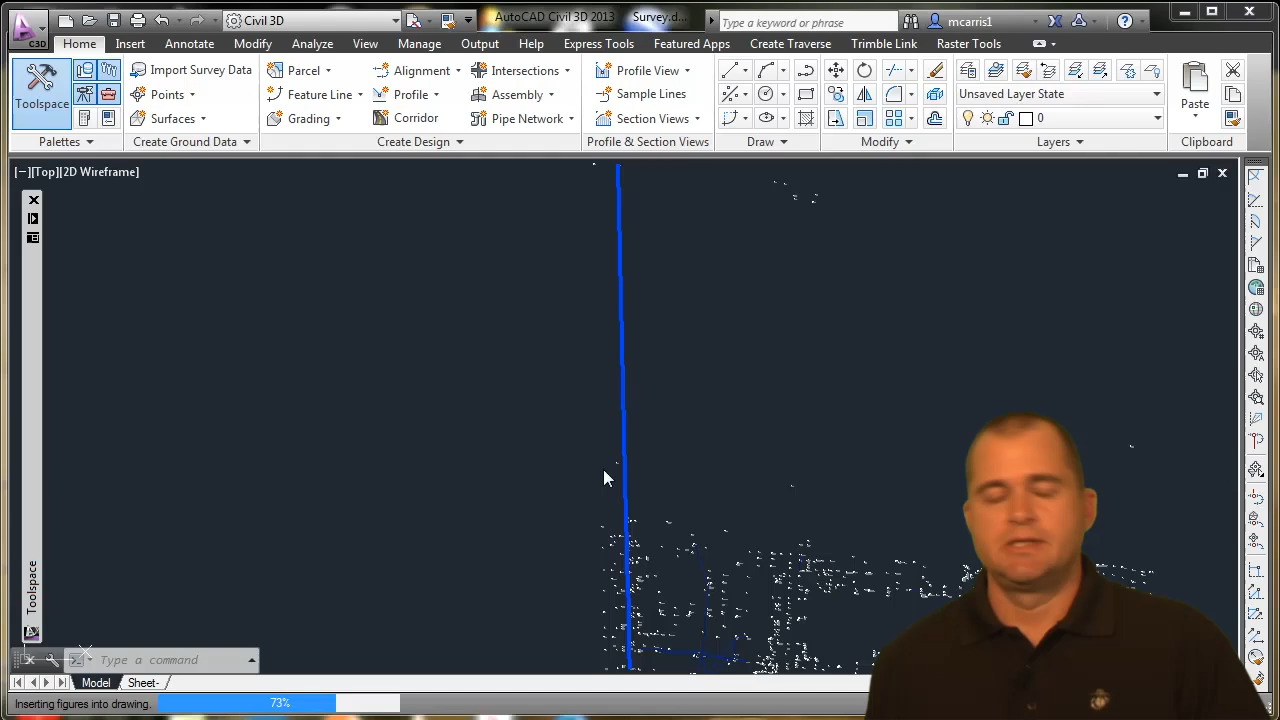 Civil 3D
AutoCAD Civil 3D 2013
Survey.d...
Type a keyword or phrase
mcarris1
C3D
Home
Insert
Annotate
Modify
Analyze
View
Manage
Output
Help
Express Tools
Featured Apps
Create Traverse
Trimble Link
Raster Tools
Toolspace
Import Survey Data
Points
Surfaces
Parcel
Feature Line
Grading
Alignment
Profile
Corridor
Intersections
Assembly
Pipe Network
Profile View
Sample Lines
Section Views
Unsaved Layer State
0
Paste
Palettes
Create Ground Data
Create Design
Profile & Section Views
Draw
Modify
Layers
Clipboard
[−][Top][2D Wireframe]
Toolspace
Type a command
Model
Sheet-
Inserting figures into drawing.
73%